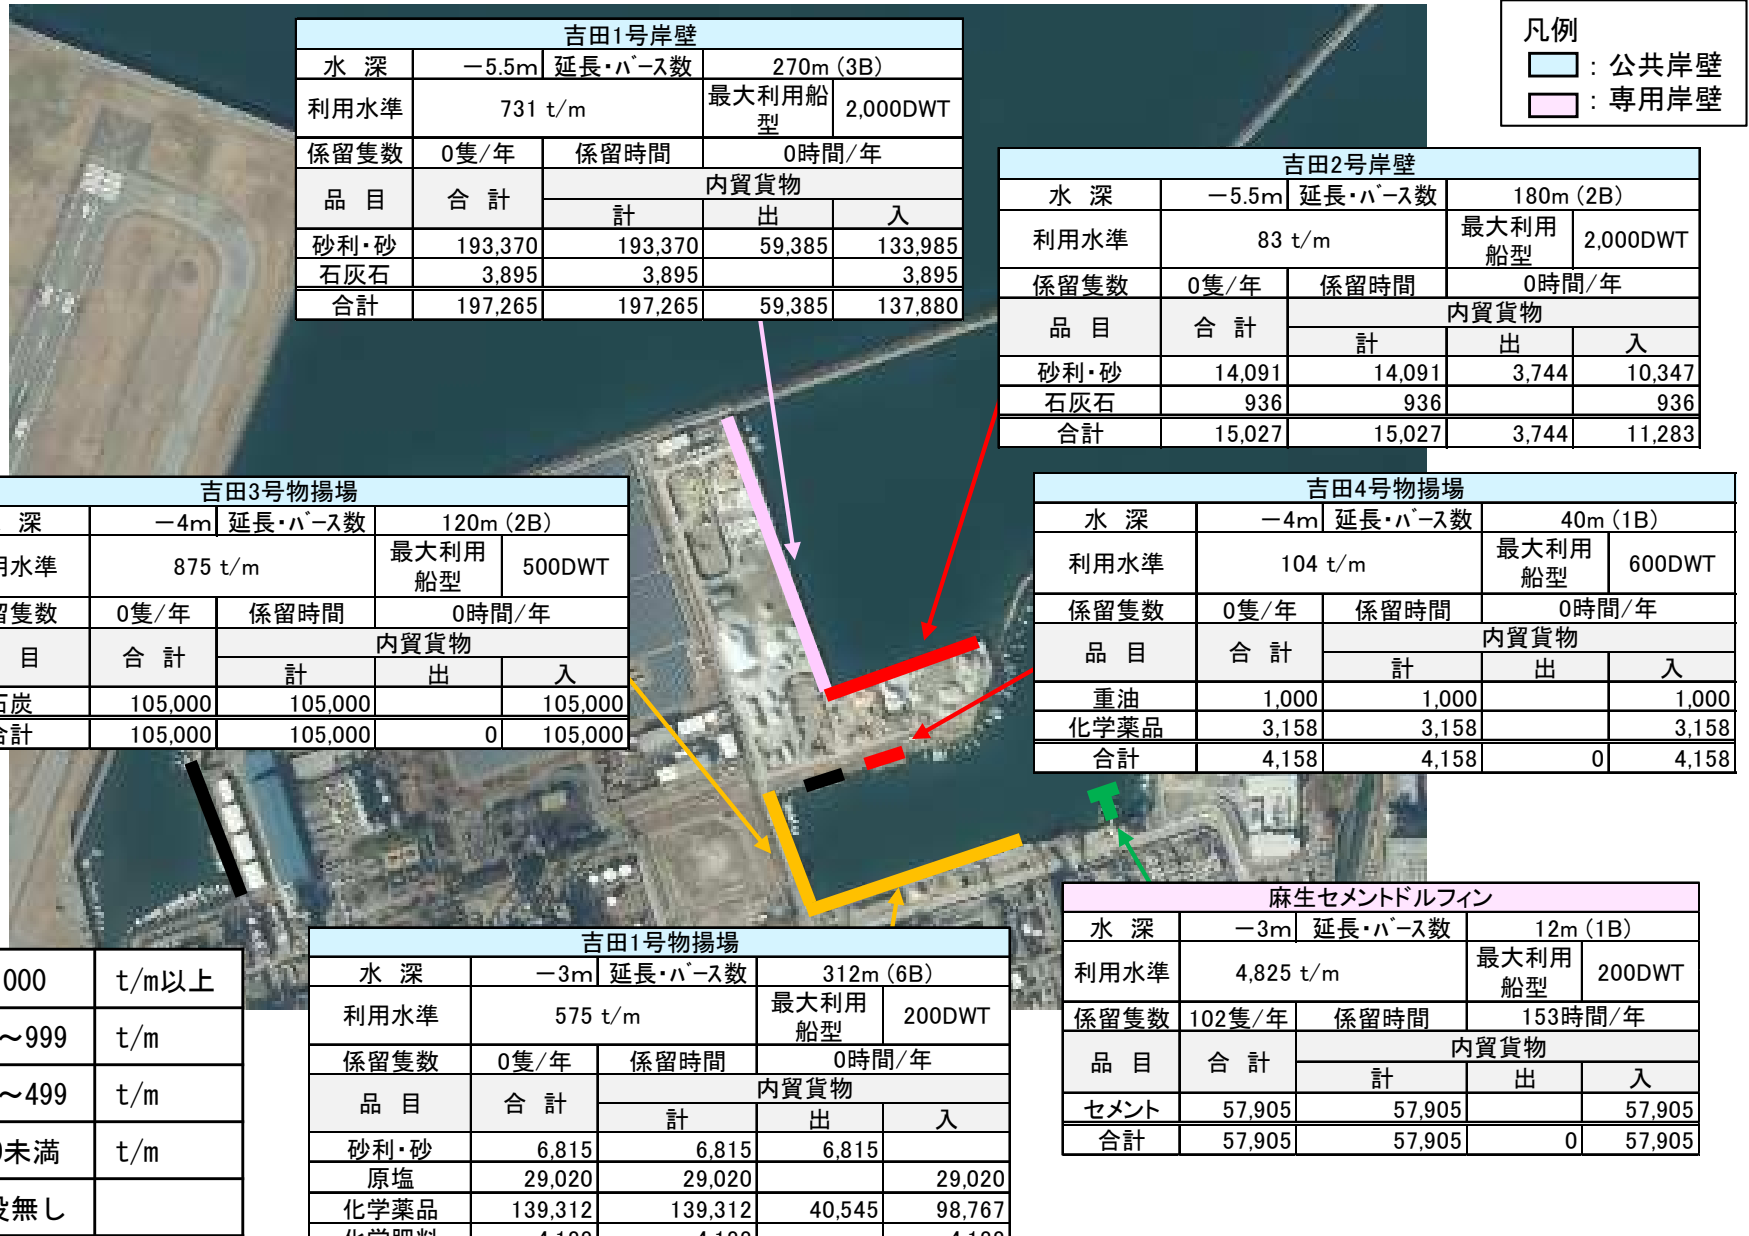 凡例
：公共岸壁
：専用岸壁
吉田1号岸壁
水 深 －5.5m 延長・バース数 270m (3B)
利用水準 731 t/m 最大利用船型 2,000DWT
係留隻数 0隻/年 係留時間 0時間/年
品 目 合 計 内貿貨物
計 出 入
砂利・砂 193,370 193,370 59,385 133,985
石灰石 3,895 3,895 3,895
合計 197,265 197,265 59,385 137,880
吉田2号岸壁
水 深 －5.5m 延長・バース数 180m (2B)
利用水準 83 t/m 最大利用船型 2,000DWT
係留隻数 0隻/年 係留時間 0時間/年
品 目 合 計 内貿貨物
計 出 入
砂利・砂 14,091 14,091 3,744 10,347
石灰石 936 936 936
合計 15,027 15,027 3,744 11,283
吉田3号物揚場
深 －4m 延長・バース数 120m (2B)
用水準 875 t/m 最大利用船型 500DWT
留隻数 0隻/年 係留時間 0時間/年
目 合 計 内貿貨物
計 出 入
石炭 105,000 105,000 105,000
合計 105,000 105,000 0 105,000
吉田4号物揚場
水 深 －4m 延長・バース数 40m (1B)
利用水準 104 t/m 最大利用船型 600DWT
係留隻数 0隻/年 係留時間 0時間/年
品 目 合 計 内貿貨物
計 出 入
重油 1,000 1,000 1,000
化学薬品 3,158 3,158 3,158
合計 4,158 4,158 0 4,158
麻生セメントドルフィン
水 深 －3m 延長・バース数 12m (1B)
利用水準 4,825 t/m 最大利用船型 200DWT
係留隻数 102隻/年 係留時間 153時間/年
品 目 合 計 内貿貨物
計 出 入
セメント 57,905 57,905 57,905
合計 57,905 57,905 0 57,905
吉田1号物揚場
水 深 －3m 延長・バース数 312m (6B)
利用水準 575 t/m 最大利用船型 200DWT
係留隻数 0隻/年 係留時間 0時間/年
品 目 合 計 内貿貨物
計 出 入
砂利・砂 6,815 6,815 6,815
原塩 29,020 29,020 29,020
化学薬品 139,312 139,312 40,545 98,767
化学肥料
000 t/m以上
～999 t/m
～499 t/m
未満 t/m
無し